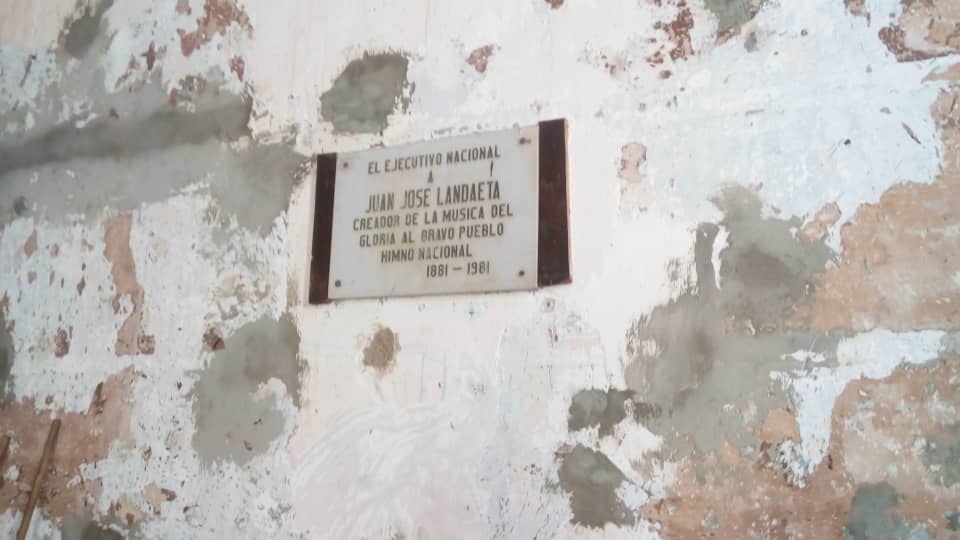 EL EJECUTIVO NACIONAL
A
JUAN JOSE LANDAETA
CREADOR DE LA MUSICA DEL
GLORIA AL BRAVO PUEBLO
HIMNO NACIONAL
1881 - 1981